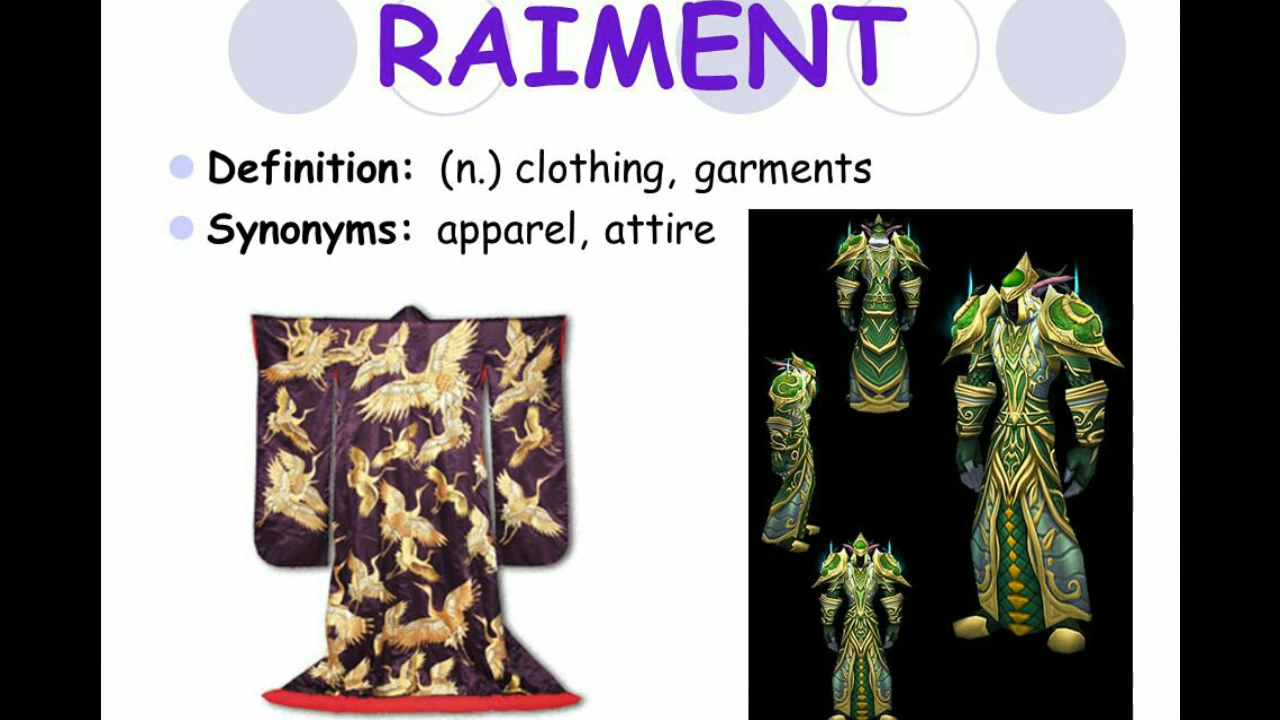 RAIMENT
Definition: (n.) clothing, garments
Synonyms: apparel, attire